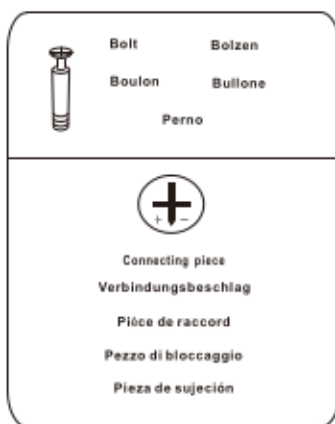 Bolt Bolzen
Boulon Bullone
Perno
+ −
Connecting piece
Verbindungsbeschlag
Pièce de raccord
Pezzo di bloccaggio
Pieza de sujeción